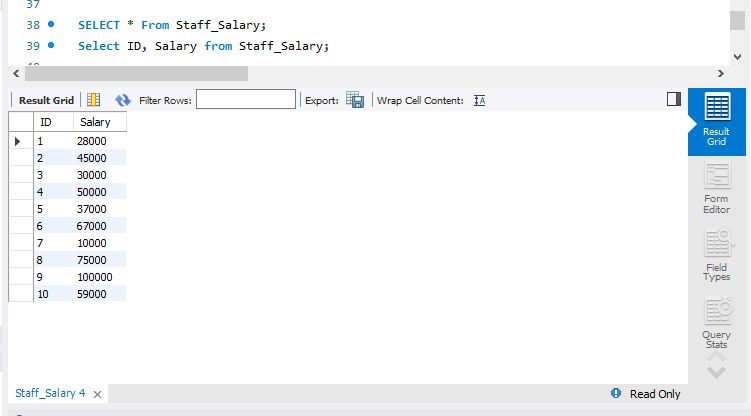 37
38 SELECT * From Staff_Salary;
39 Select ID, Salary from Staff_Salary;
Result Grid Filter Rows: Export: Wrap Cell Content:
ID Salary
1 28000
2 45000
3 30000
4 50000
5 37000
6 67000
7 10000
8 75000
9 100000
10 59000
Result
Grid
Form
Editor
Field
Types
Query
Stats
Staff_Salary 4 Read Only